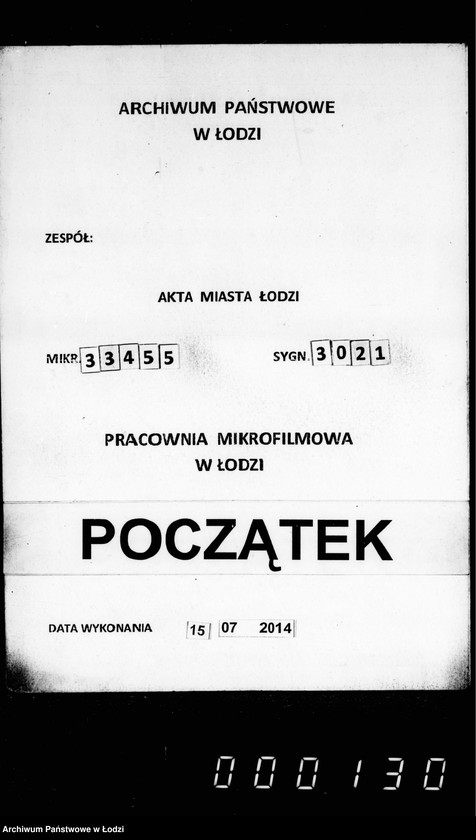 ARCHIWUM PAŃSTWOWE
W ŁODZI
ZESPÓŁ:
AKTA MIASTA ŁODZI
MIKR. 33455 SYGN. 3021
PRACOWNIA MIKROFILMOWA
W ŁODZI
POCZĄTEK
DATA WYKONANIA 15 07 2014
000130
Archiwum Państwowe w Łodzi